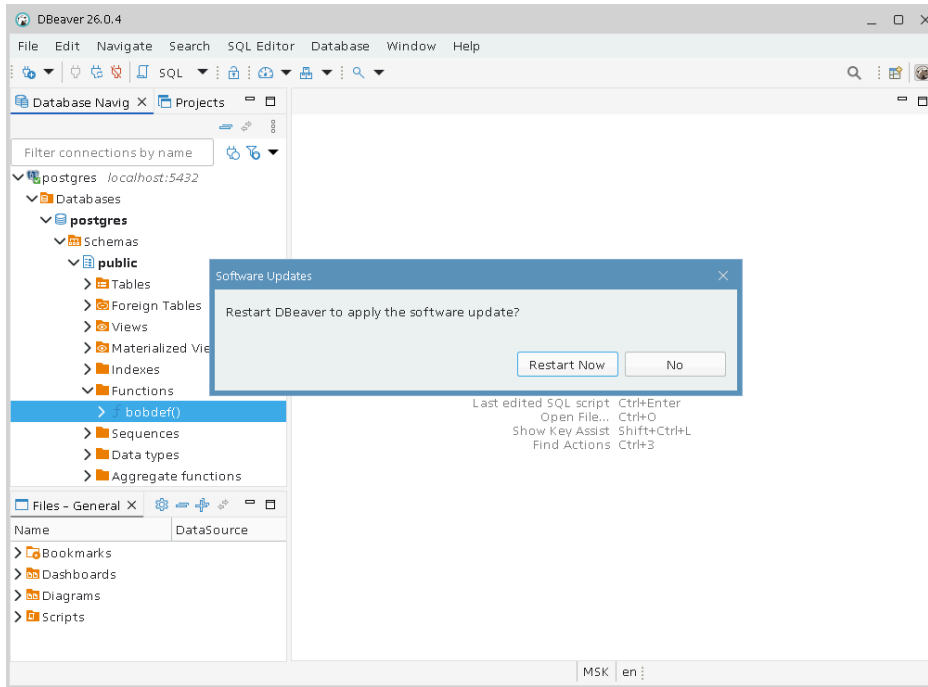 DBeaver 26.0.4
File Edit Navigate Search SQL Editor Database Window Help
SQL
Database Navig Projects
Filter connections by name
postgres localhost:5432
Databases
postgres
Schemas
public
Tables
Foreign Tables
Views
Materialized Vie
Indexes
Functions
bobdef()
Sequences
Data types
Aggregate functions
Software Updates
Restart DBeaver to apply the software update?
Restart Now No
Last edited SQL script Ctrl+Enter
Open File... Ctrl+O
Show Key Assist Shift+Ctrl+L
Find Actions Ctrl+3
Files - General
Name DataSource
Bookmarks
Dashboards
Diagrams
Scripts
MSK en